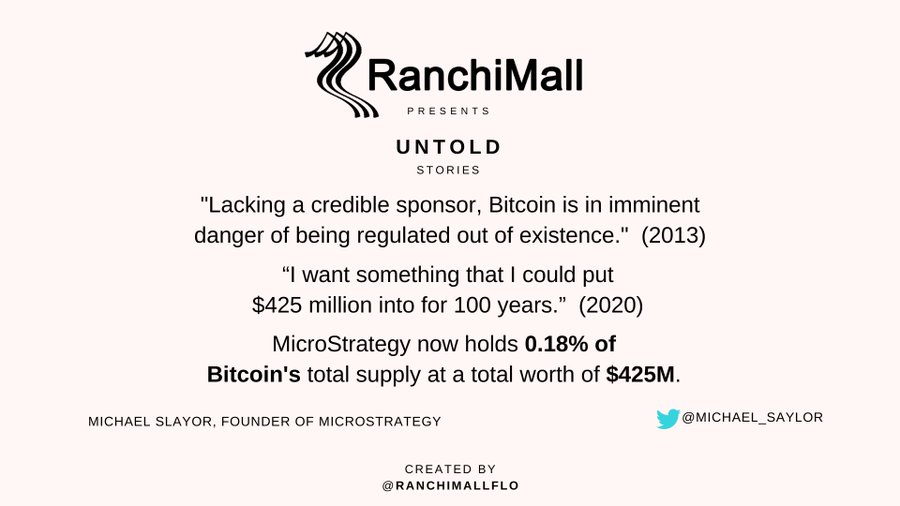 RanchiMall
PRESENTS
UNTOLD
STORIES
"Lacking a credible sponsor, Bitcoin is in imminent
danger of being regulated out of existence." (2013)
“I want something that I could put
$425 million into for 100 years.” (2020)
MicroStrategy now holds 0.18% of
Bitcoin's total supply at a total worth of $425M.
MICHAEL SLAYOR, FOUNDER OF MICROSTRATEGY
@MICHAEL_SAYLOR
CREATED BY
@RANCHIMALLFLO